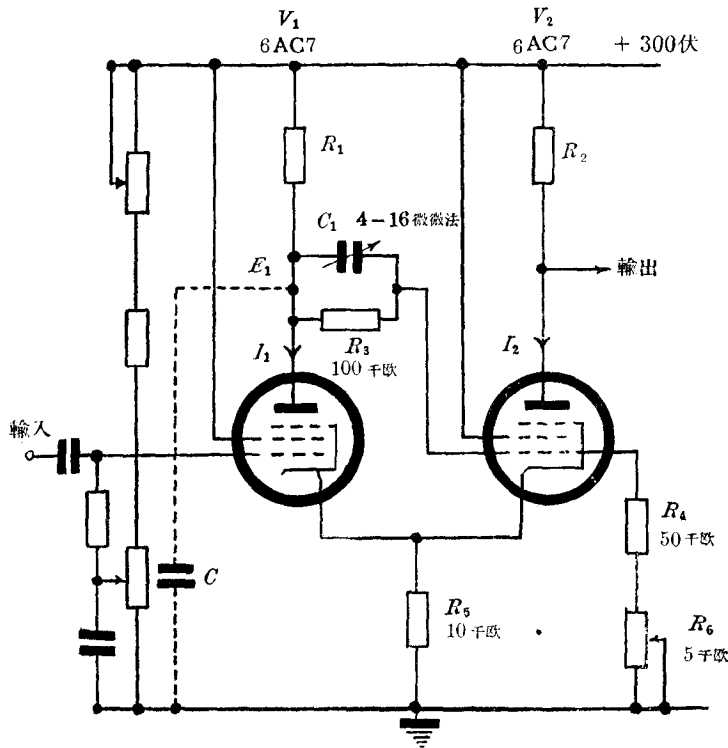 V₁
6AC7
V₂
6AC7
+ 300伏
R₁
R₂
C₁ 4-16 微微法
E₁
輸出
I₁
R₃
100 千欧
I₂
輸入
R₄
50 千欧
C
R₅
10 千欧
R₆
5 千欧